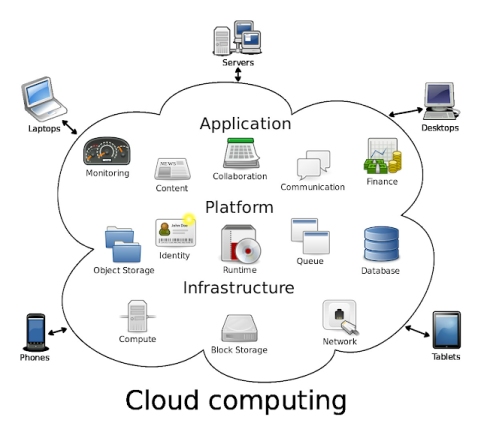 Servers
Laptops
Desktops
Application
Monitoring
NEWS
Content
Collaboration
Communication
Finance
Platform
Object Storage
Identity
Runtime
Queue
Database
Infrastructure
Compute
Block Storage
Network
Phones
Tablets
Cloud computing